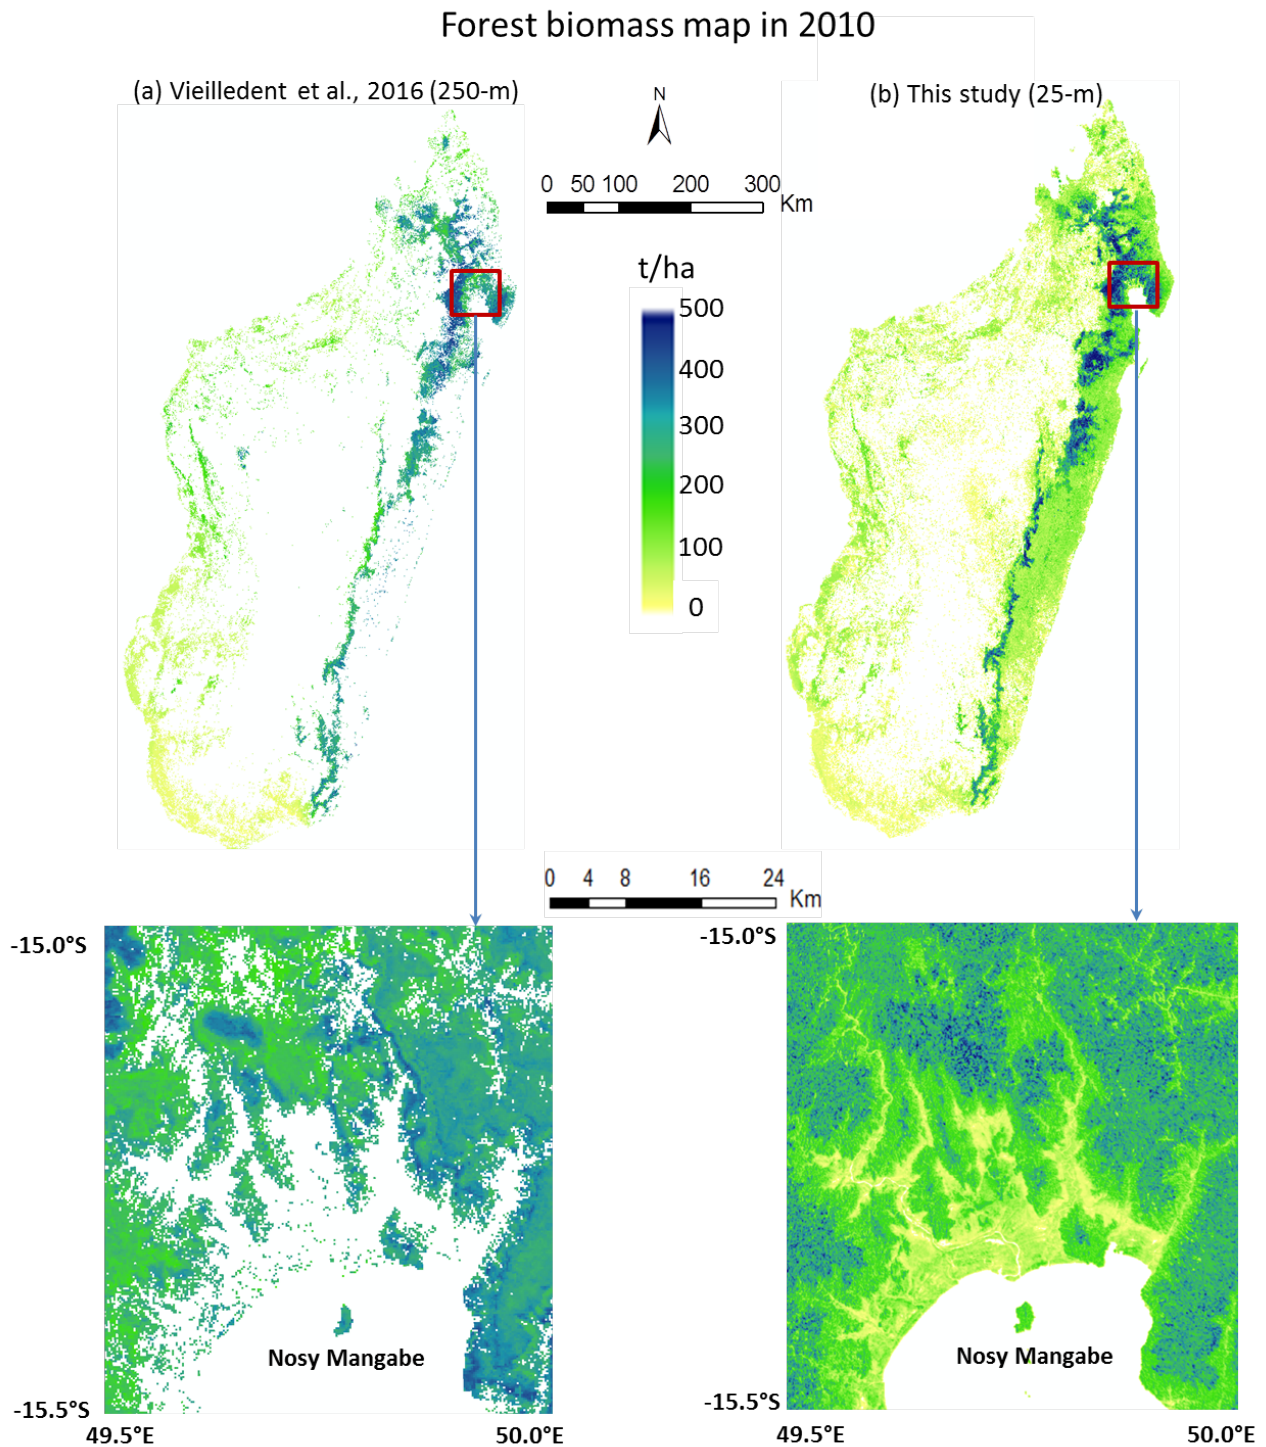 Forest biomass map in 2010
(a) Vieilledent et al., 2016 (250-m)
(b) This study (25-m)
N
0 50 100 200 300 Km
t/ha
500
400
300
200
100
0
0 4 8 16 24 Km
-15.0°S
-15.0°S
Nosy Mangabe
Nosy Mangabe
-15.5°S
-15.5°S
49.5°E 50.0°E
49.5°E 50.0°E